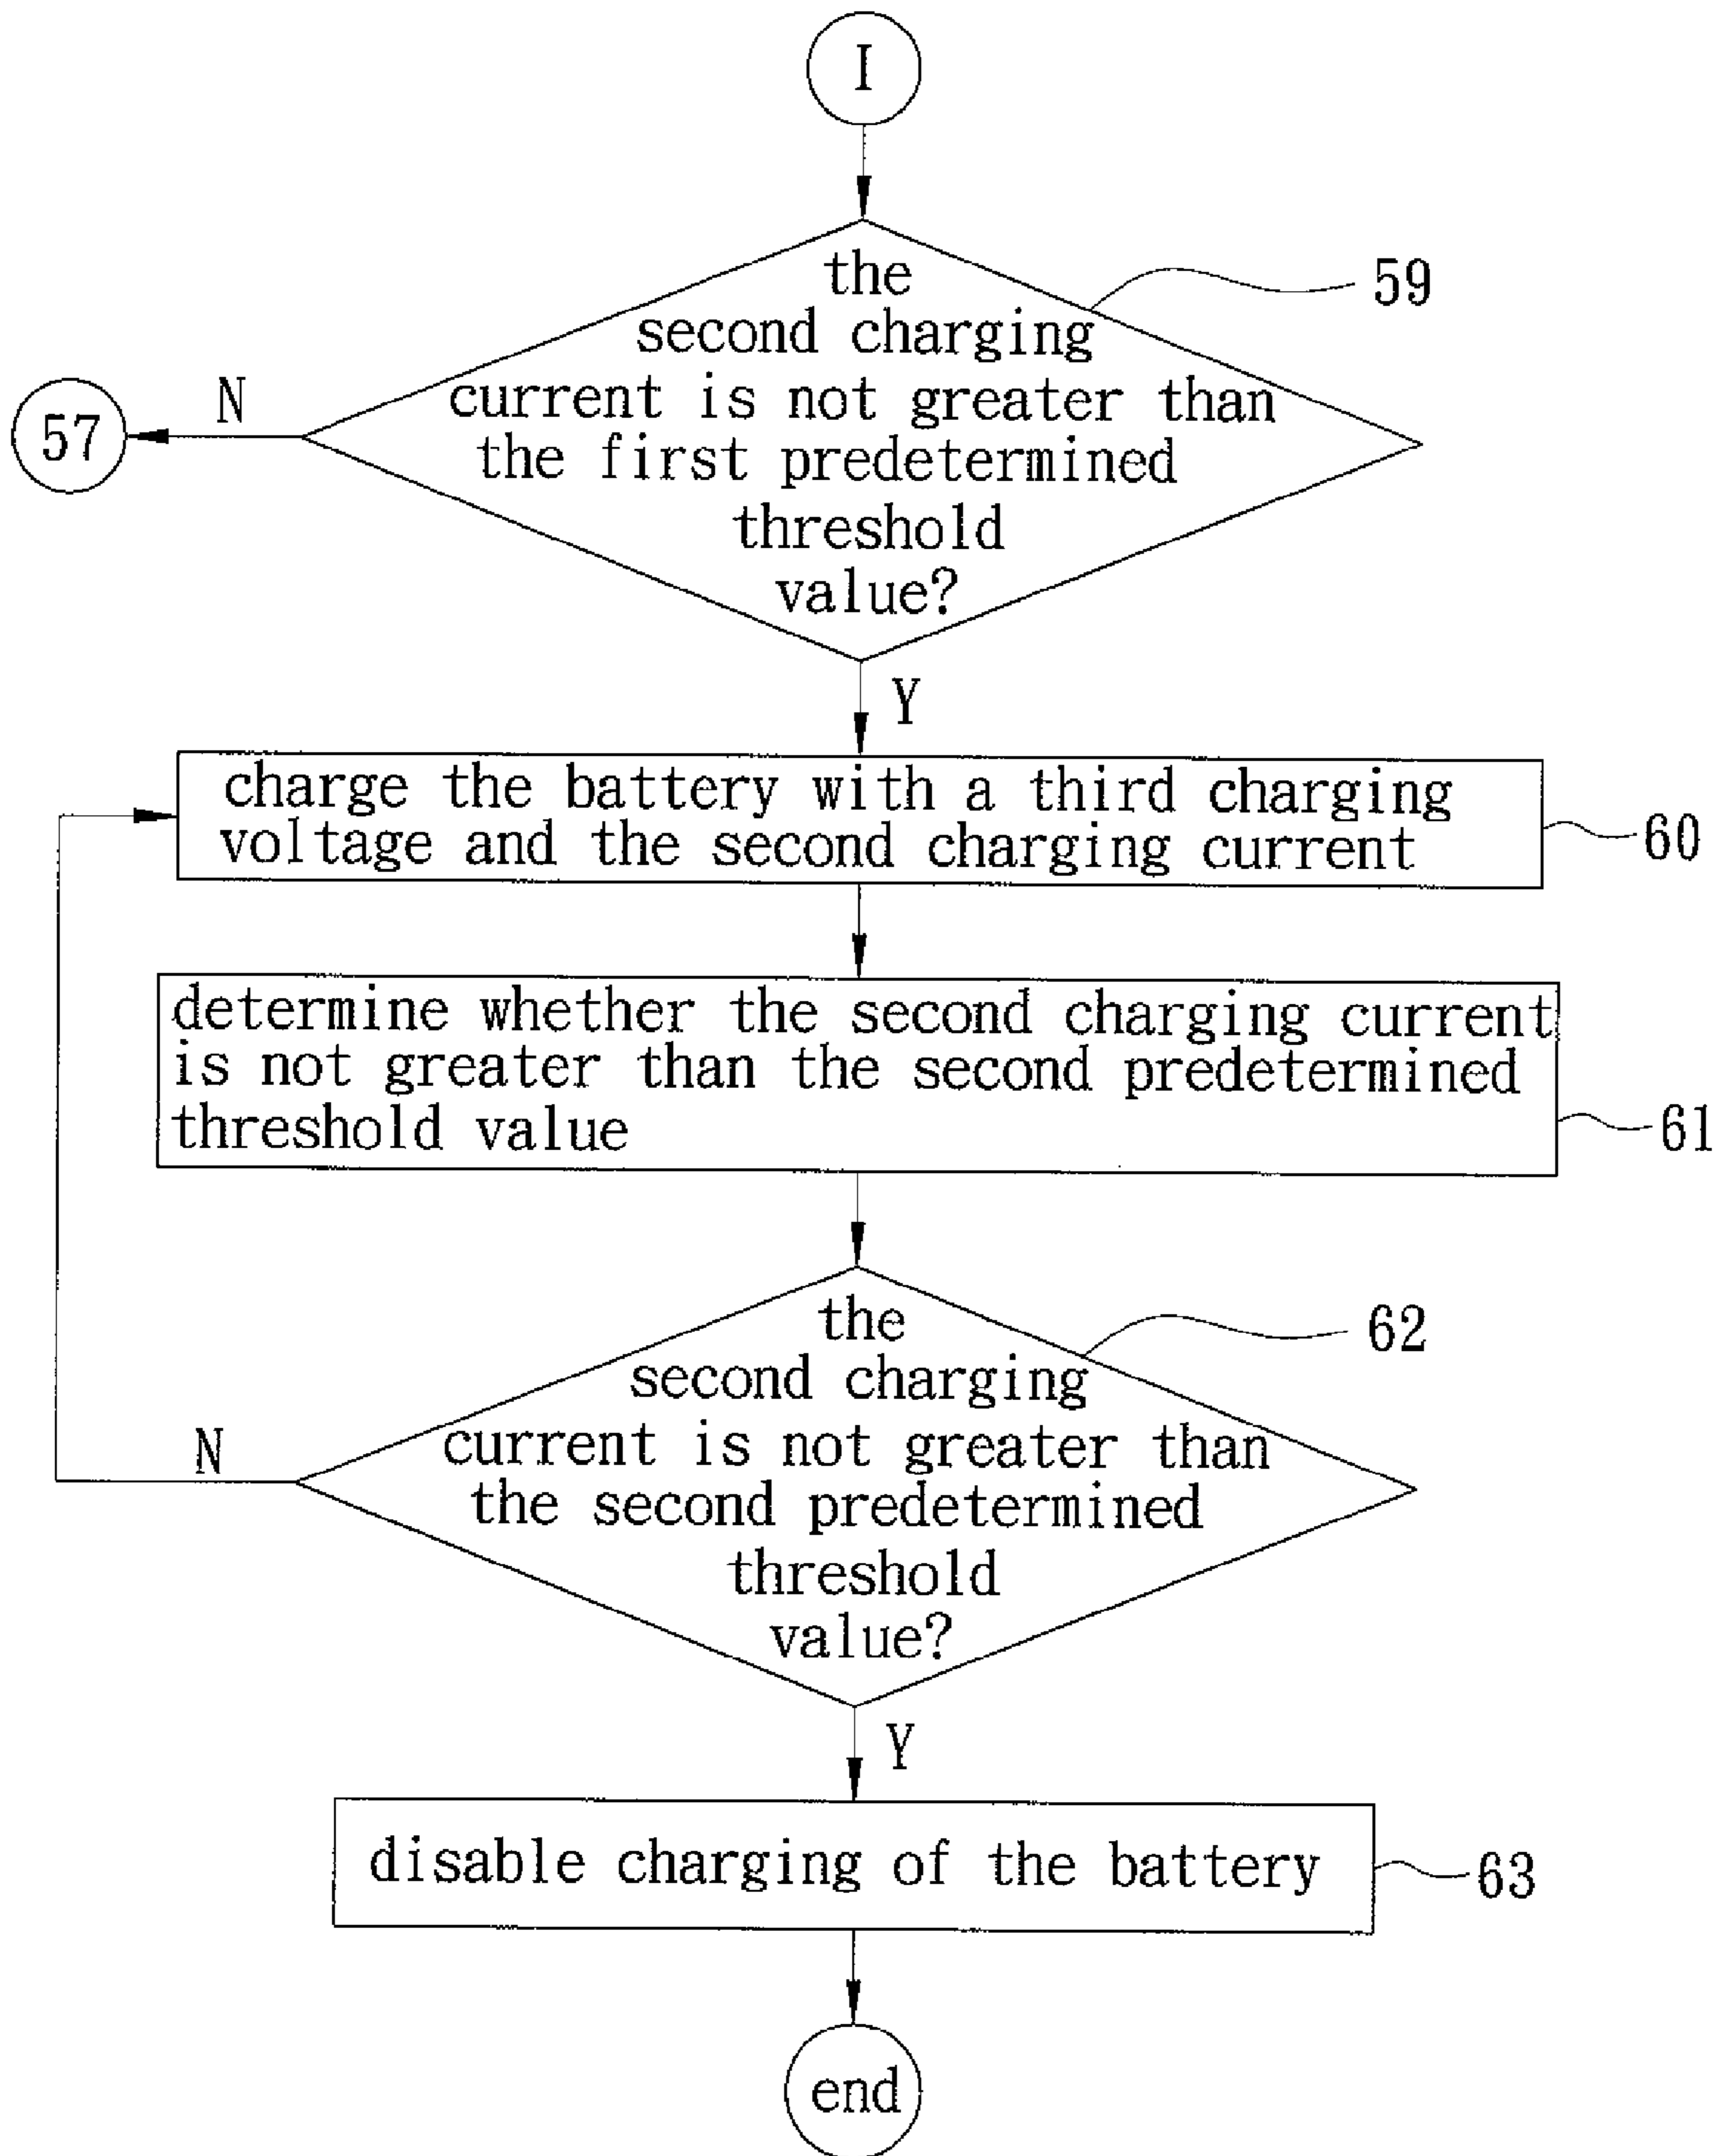 I
the
second charging
current is not greater than
the first predetermined
threshold
value?
59
N
57
Y
charge the battery with a third charging
voltage and the second charging current
60
determine whether the second charging current
is not greater than the second predetermined
threshold value
61
the
second charging
current is not greater than
the second predetermined
threshold
value?
62
N
Y
disable charging of the battery
63
end